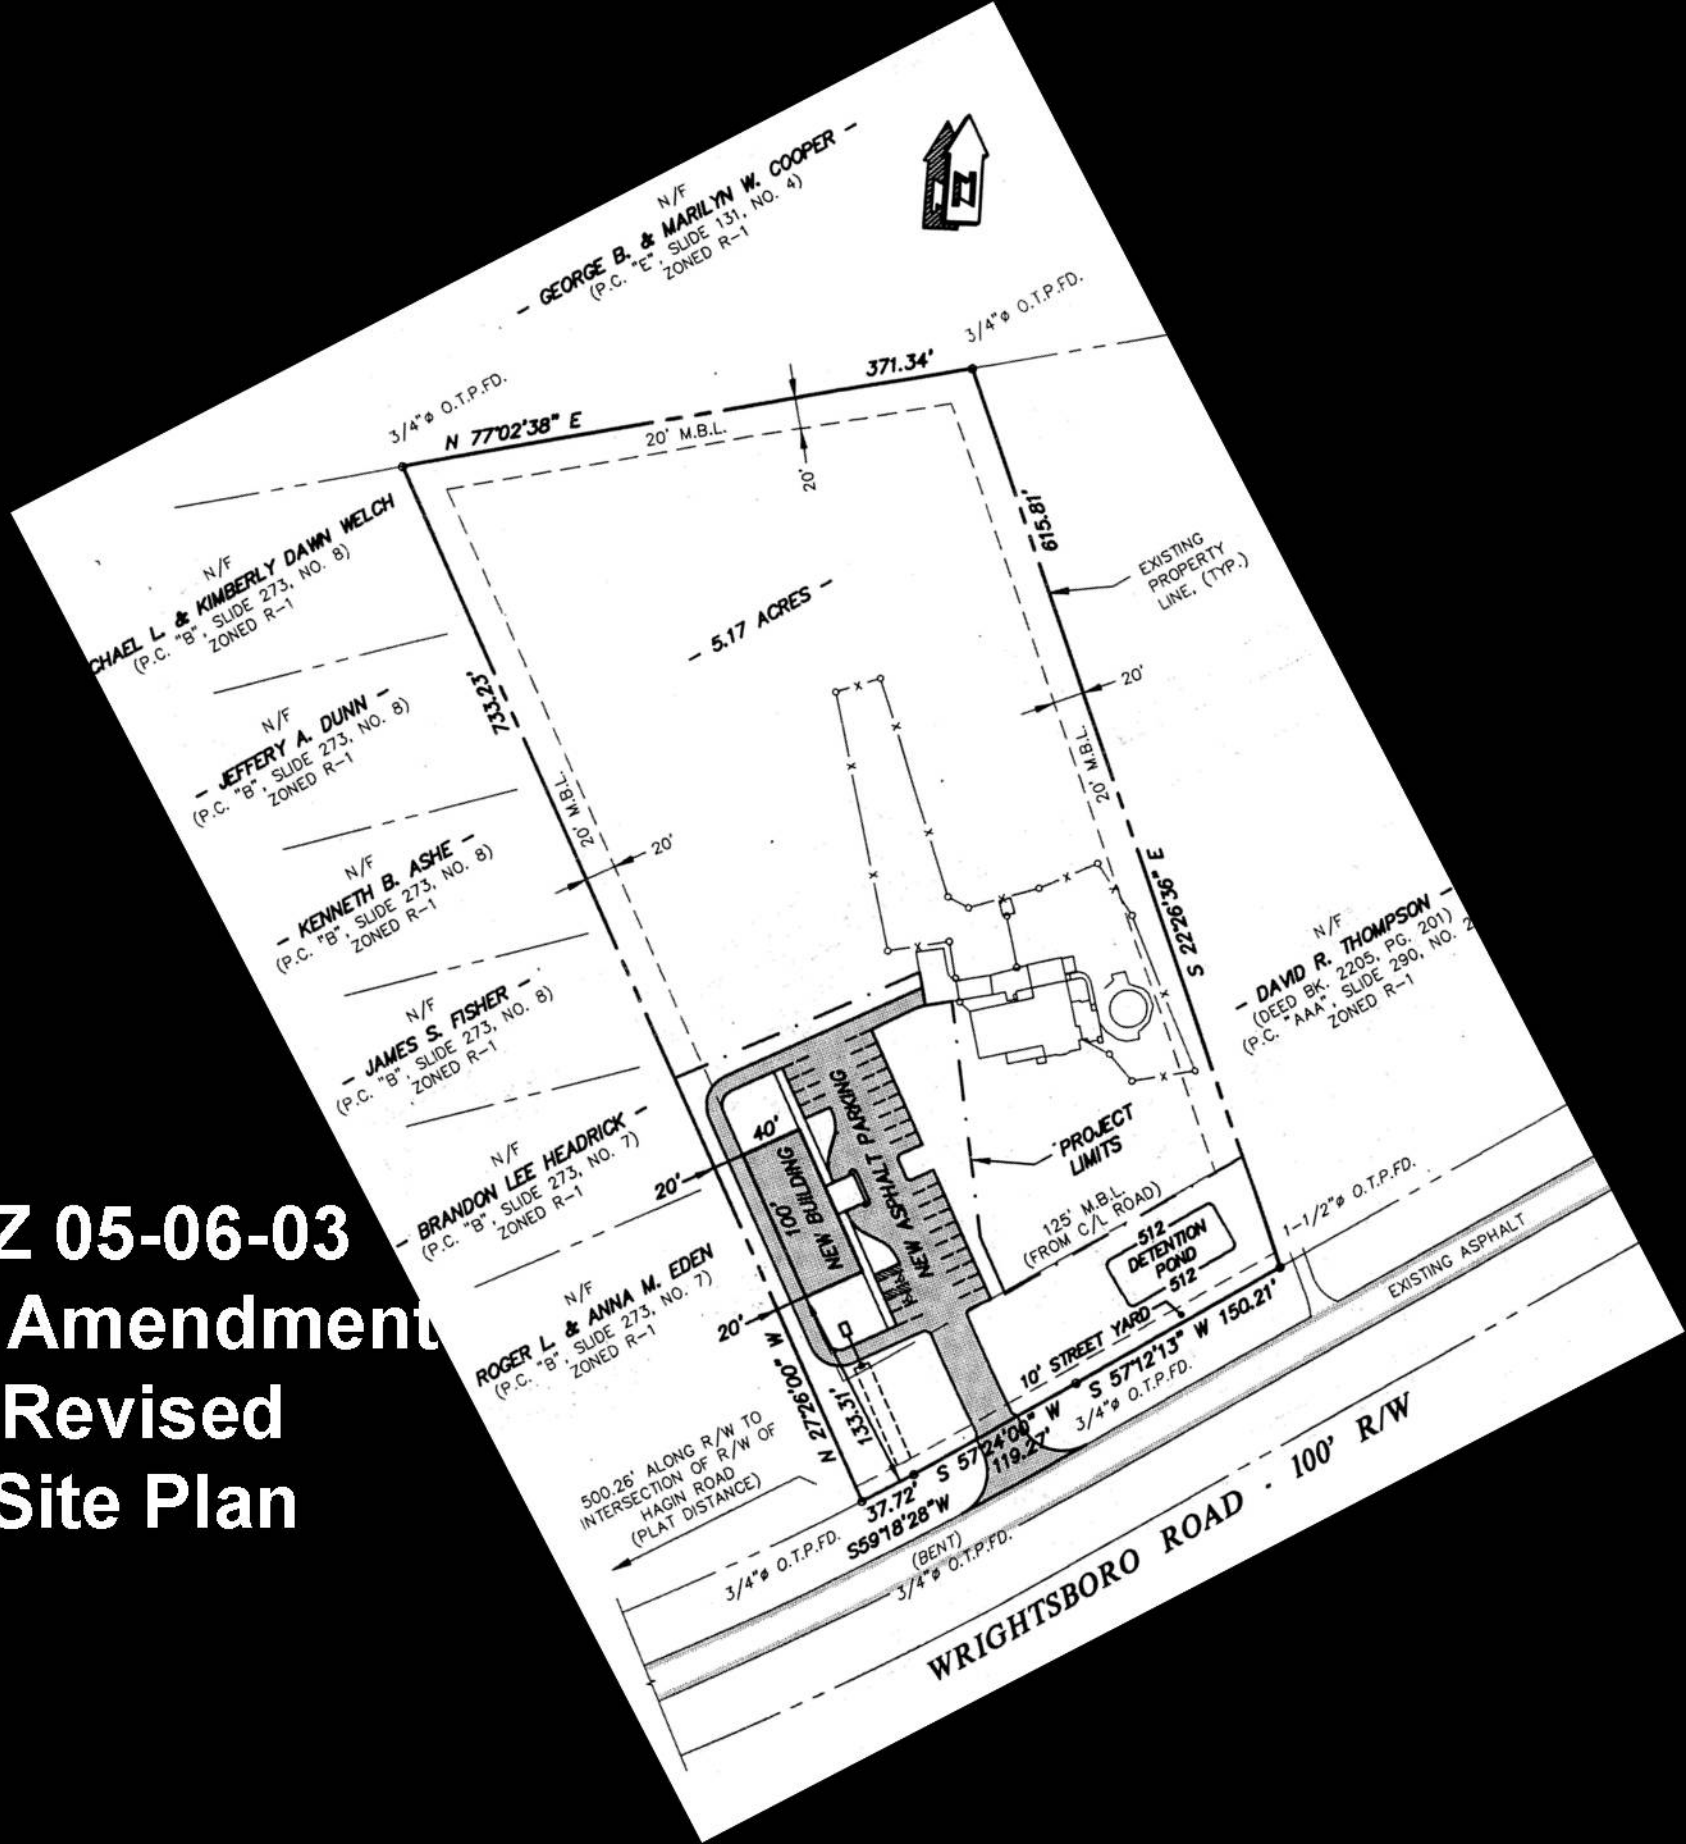 N/F
- GEORGE B. & MARILYN W. COOPER -
(P.C. "E", SLIDE 131, NO. 4)
ZONED R-1
N
3/4"ø O.T.P.FD.
3/4"ø O.T.P.FD.
371.34'
N 77°02'38" E
20' M.B.L.
20'
N/F
CHAEL L. & KIMBERLY DAWN WELCH
(P.C. "B", SLIDE 273, NO. 8)
ZONED R-1
615.81'
EXISTING
PROPERTY
LINE, (TYP.)
- 5.17 ACRES -
733.23'
20'
20' M.B.L.
N/F
- JEFFERY A. DUNN -
(P.C. "B", SLIDE 273, NO. 8)
ZONED R-1
20' M.B.L.
20'
N/F
- KENNETH B. ASHE -
(P.C. "B", SLIDE 273, NO. 8)
ZONED R-1
S 22°26'36" E
N/F
- DAVID R. THOMPSON -
(DEED BK. 2205, PG. 201)
(P.C. "AAA", SLIDE 290, NO. 2
ZONED R-1
N/F
- JAMES S. FISHER -
(P.C. "B", SLIDE 273, NO. 8)
ZONED R-1
N/F
- BRANDON LEE HEADRICK -
(P.C. "B", SLIDE 273, NO. 7)
ZONED R-1
40'
20'
100'
NEW BUILDING
NEW ASPHALT PARKING
PROJECT
LIMITS
125' M.B.L.
(FROM C/L ROAD)
512
DETENTION
POND
512
1-1/2"ø O.T.P.FD.
EXISTING ASPHALT
N/F
ROGER L. & ANNA M. EDEN
(P.C. "B", SLIDE 273, NO. 7)
ZONED R-1
20'
N 27°26'00" W
133.31'
10' STREET YARD
S 57°12'13" W 150.21'
3/4"ø O.T.P.FD.
S 57°24'00" W
119.27'
500.26' ALONG R/W TO
INTERSECTION OF R/W OF
HAGIN ROAD
(PLAT DISTANCE)
37.72'
S59°18'28"W
3/4"ø O.T.P.FD.
(BENT)
3/4"ø O.T.P.FD.
WRIGHTSBORO ROAD - 100' R/W
Z 05-06-03
Amendment
Revised
Site Plan